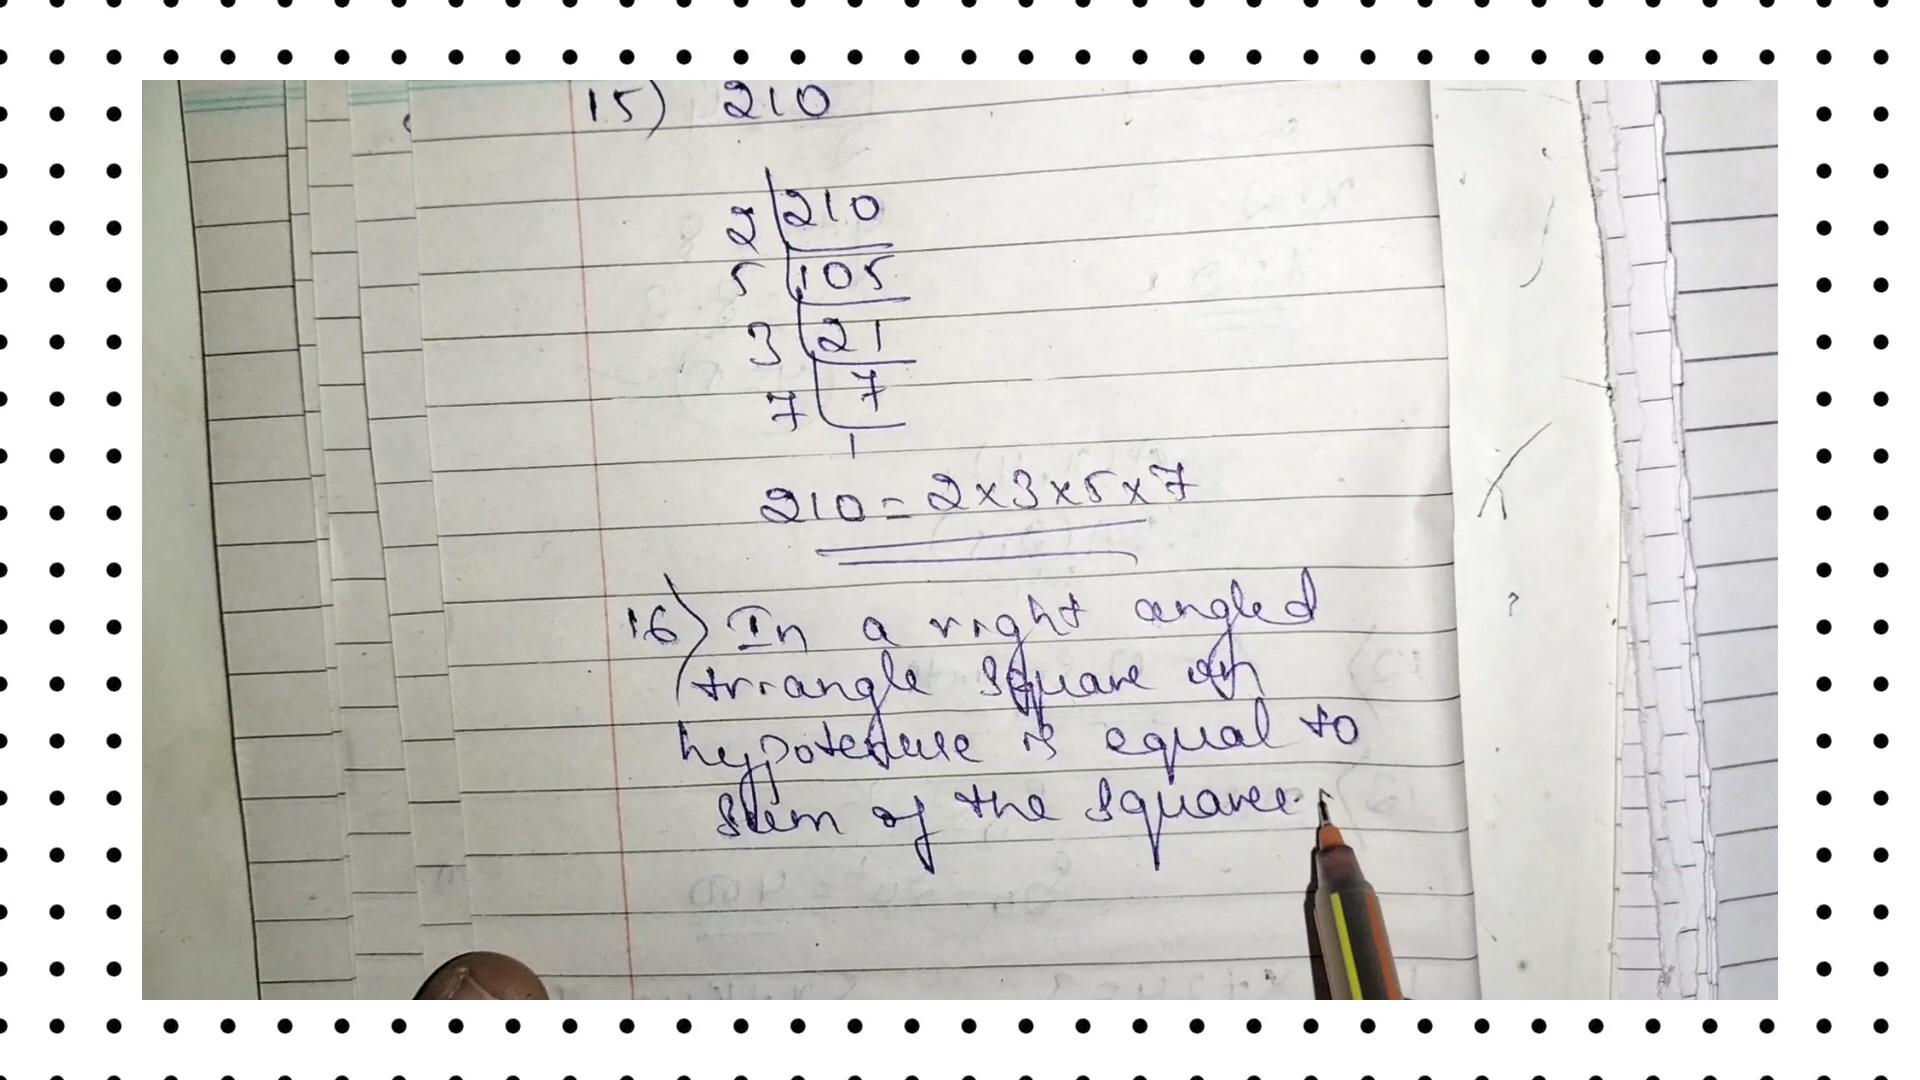 15) 210
2 210
5 105
3 21
7 7
1
210 = 2×3×5×7
16) In a right angled
triangle square on
hypotenuse is equal to
sum of the squares